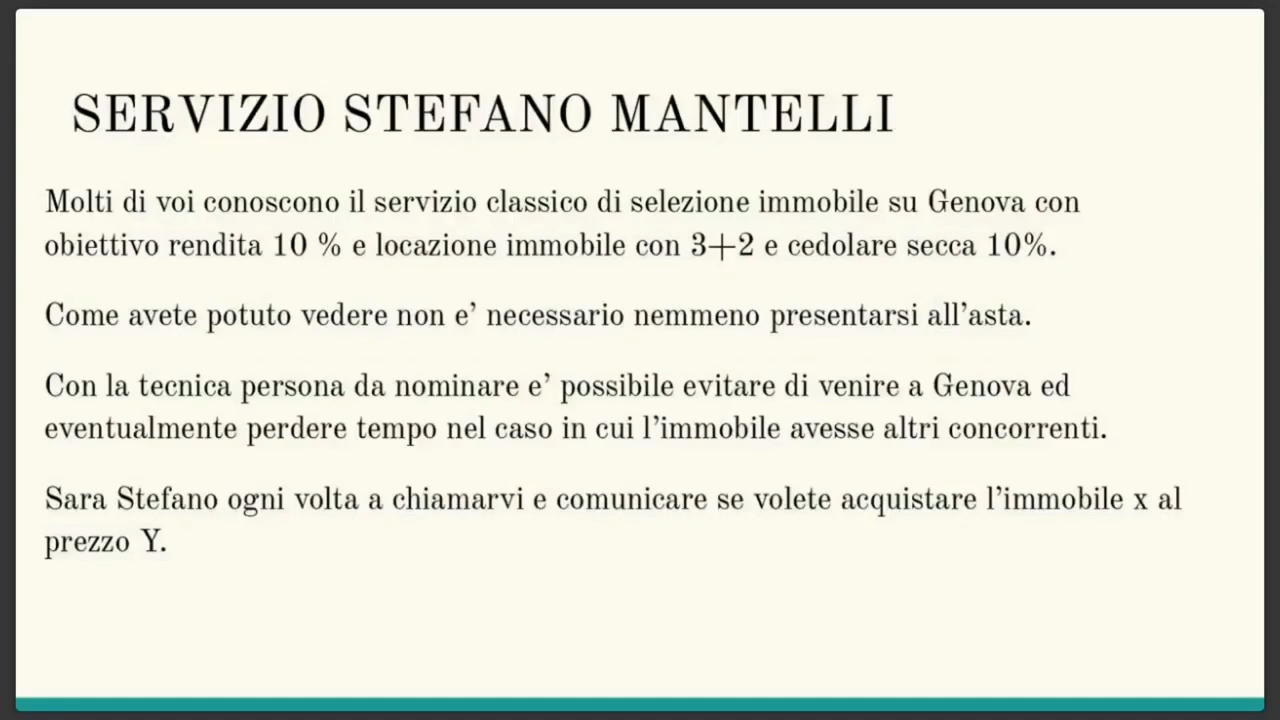 SERVIZIO STEFANO MANTELLI
Molti di voi conoscono il servizio classico di selezione immobile su Genova con
obiettivo rendita 10 % e locazione immobile con 3+2 e cedolare secca 10%.
Come avete potuto vedere non e’ necessario nemmeno presentarsi all’asta.
Con la tecnica persona da nominare e’ possibile evitare di venire a Genova ed
eventualmente perdere tempo nel caso in cui l’immobile avesse altri concorrenti.
Sara Stefano ogni volta a chiamarvi e comunicare se volete acquistare l’immobile x al
prezzo Y.